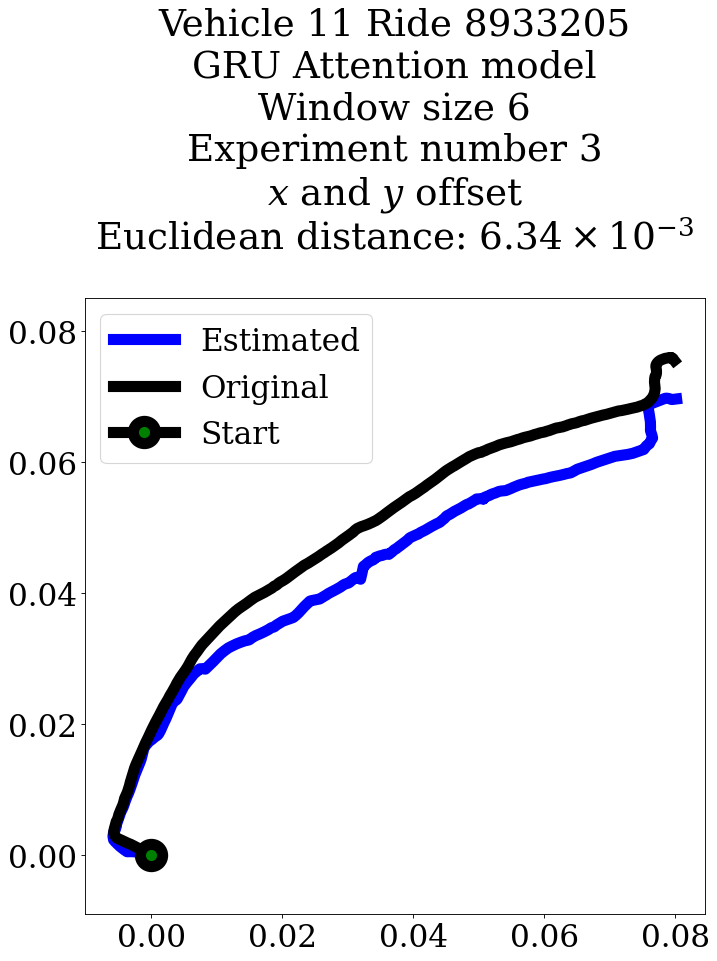 Vehicle 11 Ride 8933205
GRU Attention model
Window size 6
Experiment number 3
x and y offset
Euclidean distance: 6.34 × 10⁻³
Estimated
Original
Start
0.08
0.06
0.04
0.02
0.00
0.00 0.02 0.04 0.06 0.08